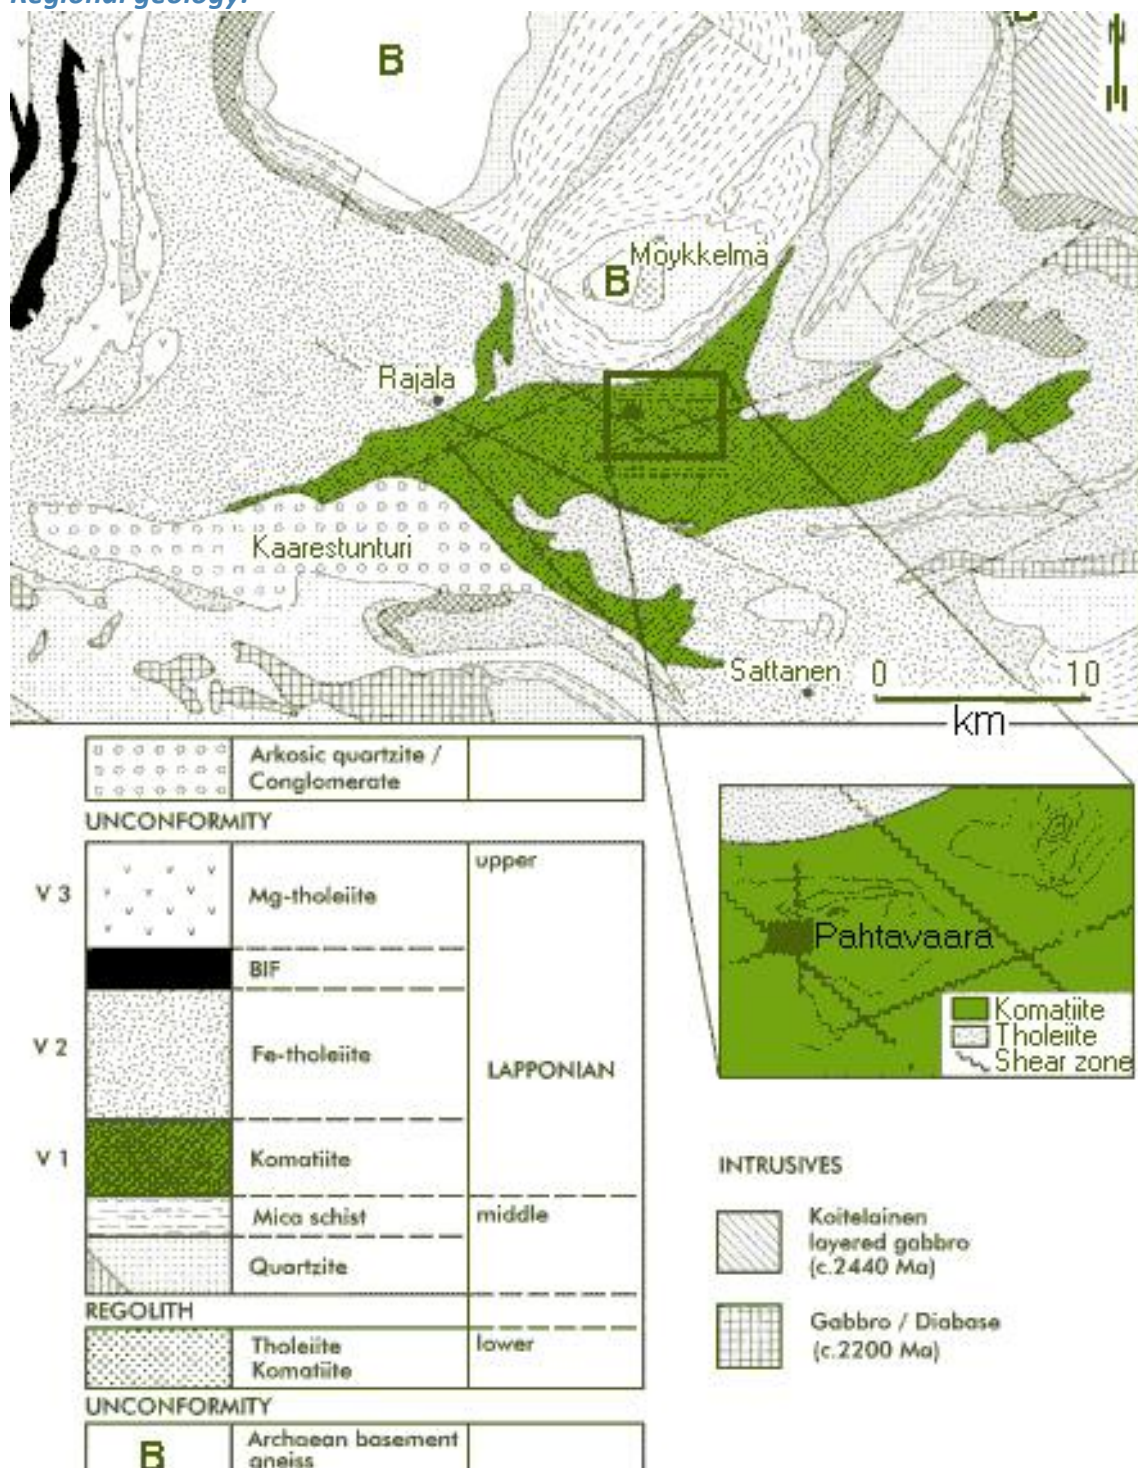 Regional geology:
B
B
N
Möykkelmä
B
Rajala
Kaarestunturi
Sattanen
0 10
km
Arkosic quartzite /
Conglomerate
UNCONFORMITY
upper
V 3
Mg-tholeiite
BIF
V 2
Fe-tholeiite
LAPPONIAN
V 1
Komatiite
Mica schist
middle
Quartzite
REGOLITH
Tholeiite
Komatiite
lower
UNCONFORMITY
B
Archaean basement
gneiss
Pahtavaara
Komatiite
Tholeiite
Shear zone
INTRUSIVES
Koitelainen
layered gabbro
(c.2440 Ma)
Gabbro / Diabase
(c.2200 Ma)